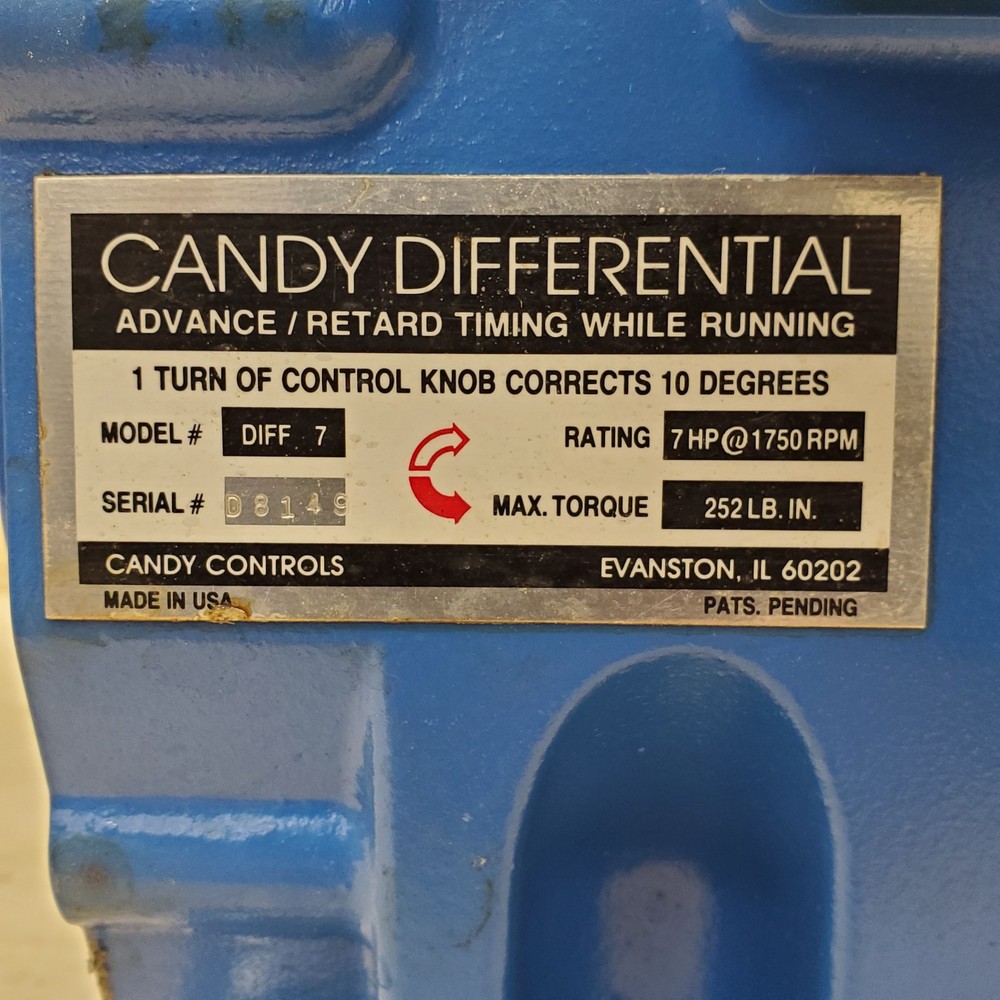 CANDY DIFFERENTIAL
ADVANCE / RETARD TIMING WHILE RUNNING
1 TURN OF CONTROL KNOB CORRECTS 10 DEGREES
MODEL # DIFF 7 RATING 7 HP @ 1750 RPM
SERIAL # D8149 MAX. TORQUE 252 LB. IN.
CANDY CONTROLS EVANSTON, IL 60202
MADE IN USA PATS. PENDING